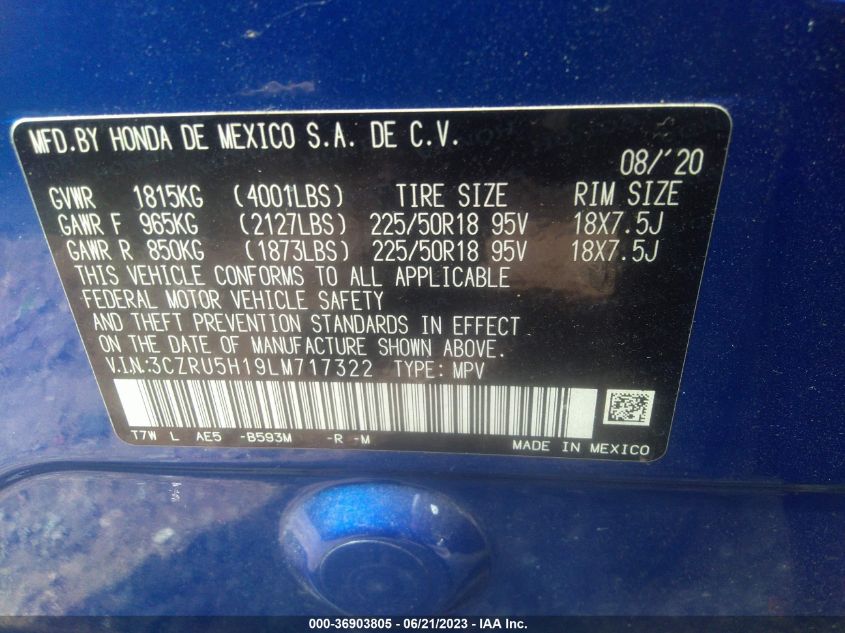 MFD.BY HONDA DE MEXICO S.A. DE C.V.
08/'20
GVWR 1815KG (4001LBS) TIRE SIZE RIM SIZE
GAWR F 965KG (2127LBS) 225/50R18 95V 18X7.5J
GAWR R 850KG (1873LBS) 225/50R18 95V 18X7.5J
THIS VEHICLE CONFORMS TO ALL APPLICABLE
FEDERAL MOTOR VEHICLE SAFETY
AND THEFT PREVENTION STANDARDS IN EFFECT
ON THE DATE OF MANUFACTURE SHOWN ABOVE.
V.I.N:3CZRU5H19LM717322 TYPE: MPV
T7W L AE5 -B593M -R -M
MADE IN MEXICO
000-36903805 - 06/21/2023 - IAA Inc.